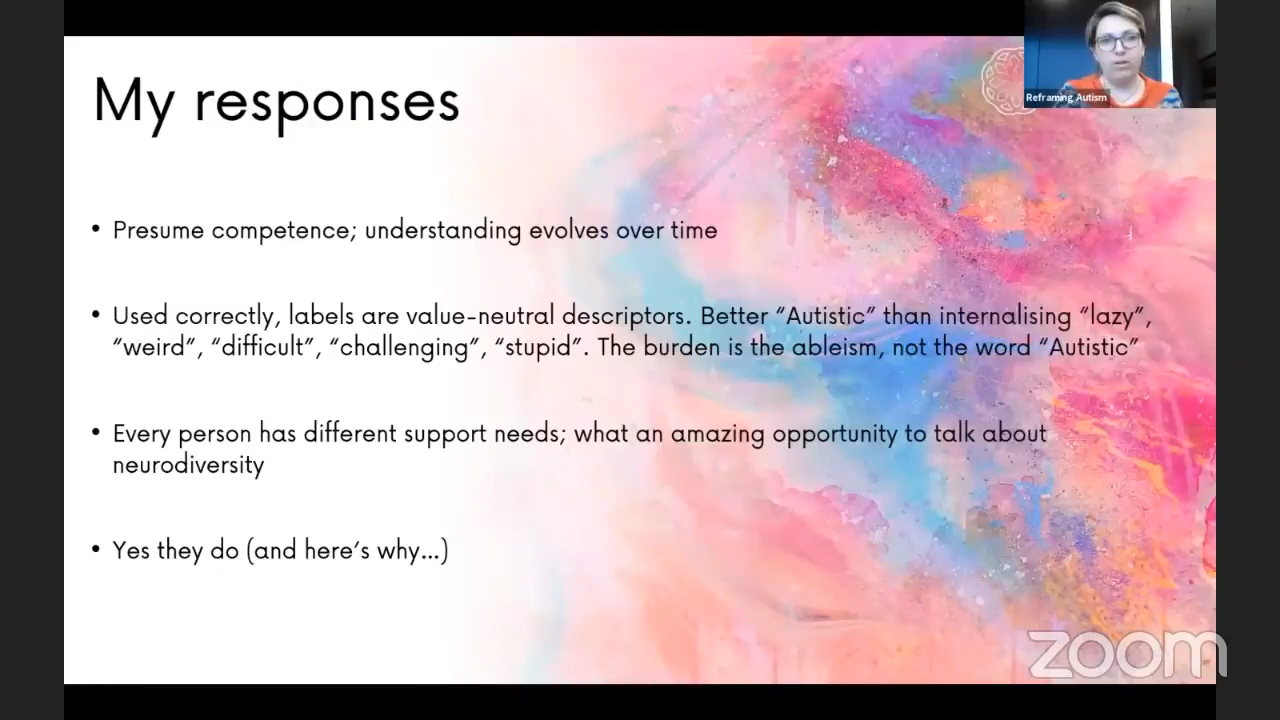 My responses
Reframing Autism
• Presume competence; understanding evolves over time
• Used correctly, labels are value-neutral descriptors. Better “Autistic” than internalising “lazy”,
“weird”, “difficult”, “challenging”, “stupid”. The burden is the ableism, not the word “Autistic”
• Every person has different support needs; what an amazing opportunity to talk about
neurodiversity
• Yes they do (and here’s why...)
zoom